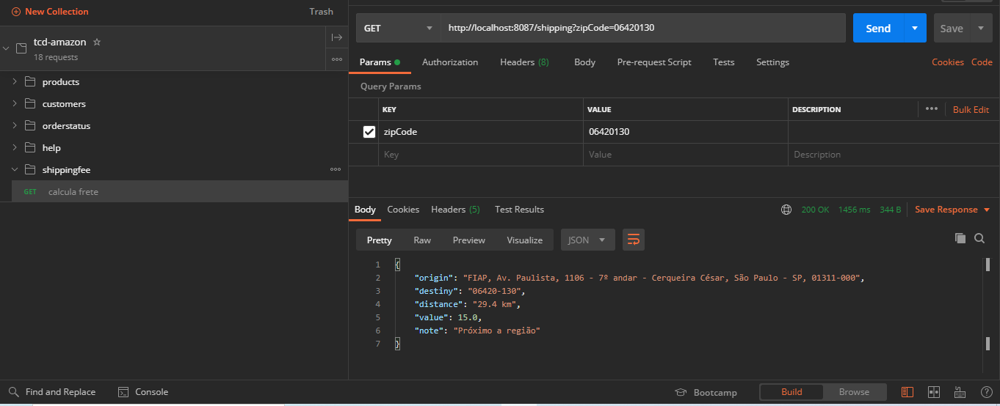 New Collection
Trash
tcd-amazon
18 requests
products
customers
orderstatus
help
shippingfee
GET calcula frete
GET http://localhost:8087/shipping?zipCode=06420130 Send Save
Params Authorization Headers (8) Body Pre-request Script Tests Settings Cookies Code
Query Params
KEY VALUE DESCRIPTION Bulk Edit
zipCode 06420130
Key Value Description
Body Cookies Headers (5) Test Results 200 OK 1456 ms 344 B Save Response
Pretty Raw Preview Visualize JSON
1 {
2 "origin": "FIAP, Av. Paulista, 1106 - 7º andar - Cerqueira César, São Paulo - SP, 01311-000",
3 "destiny": "06420-130",
4 "distance": "29.4 km",
5 "value": 15.0,
6 "note": "Próximo a região"
7 }
Find and Replace Console Bootcamp Build Browse